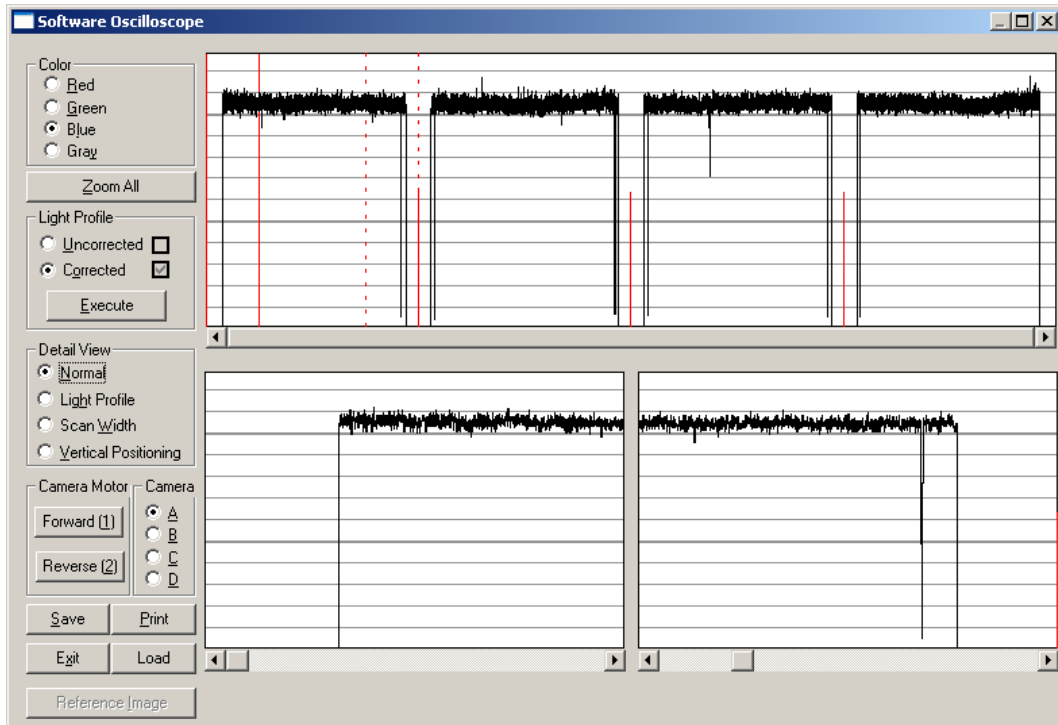 Software Oscilloscope
Color
Red
Green
Blue
Gray
Zoom All
Light Profile
Uncorrected
Corrected
Execute
Detail View
Normal
Light Profile
Scan Width
Vertical Positioning
Camera Motor
Camera
Forward (1)
Reverse (2)
A
B
C
D
Save
Print
Exit
Load
Reference Image